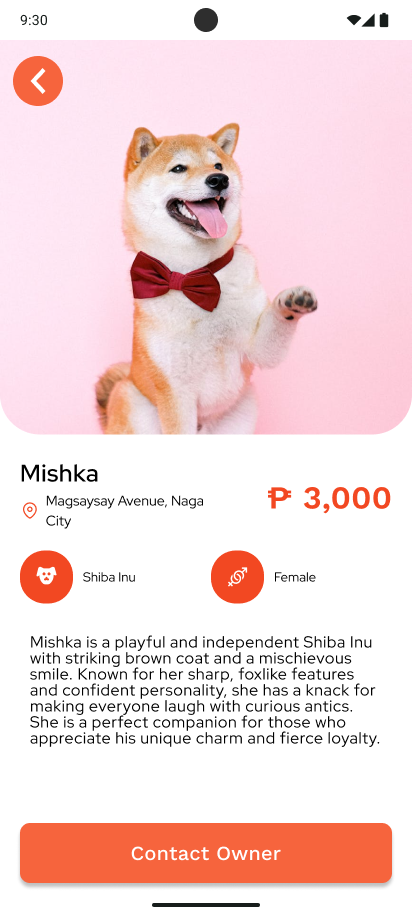 9:30
Mishka
Magsaysay Avenue, Naga
City
₱ 3,000
Shiba Inu
Female
Mishka is a playful and independent Shiba Inu
with striking brown coat and a mischievous
smile. Known for her sharp, foxlike features
and confident personality, she has a knack for
making everyone laugh with curious antics.
She is a perfect companion for those who
appreciate his unique charm and fierce loyalty.
Contact Owner